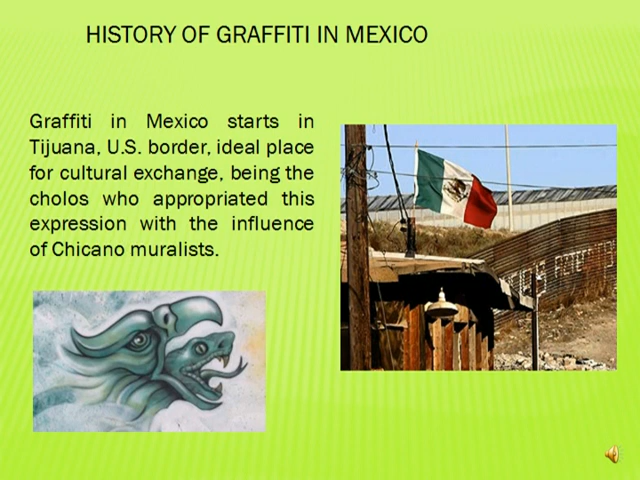 HISTORY OF GRAFFITI IN MEXICO
Graffiti in Mexico starts in
Tijuana, U.S. border, ideal place
for cultural exchange, being the
cholos who appropriated this
expression with the influence
of Chicano muralists.